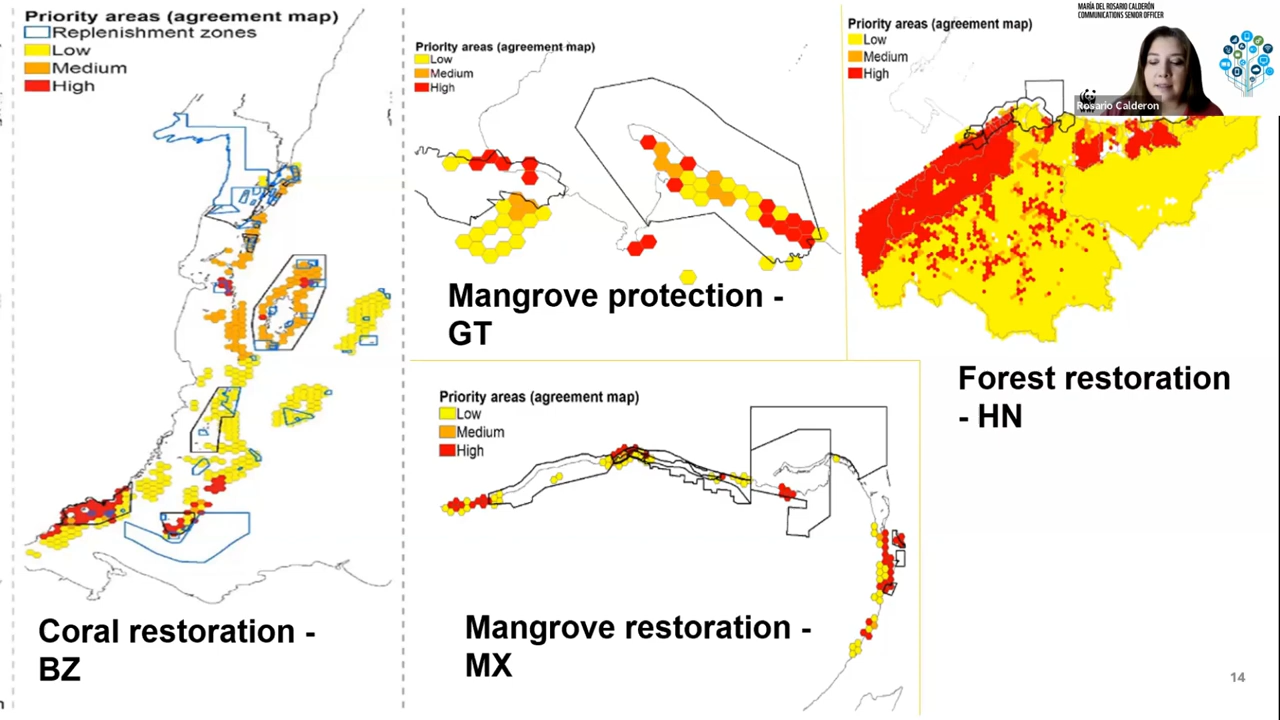 Priority areas (agreement map)
Replenishment zones
Low
Medium
High
Coral restoration -
BZ
Priority areas (agreement map)
Low
Medium
High
Mangrove protection -
GT
Priority areas (agreement map)
Low
Medium
High
Forest restoration
- HN
Priority areas (agreement map)
Low
Medium
High
Mangrove restoration -
MX
MARÍA DEL ROSARIO CALDERÓN
COMMUNICATIONS SENIOR OFFICER
Rosario Calderon
14